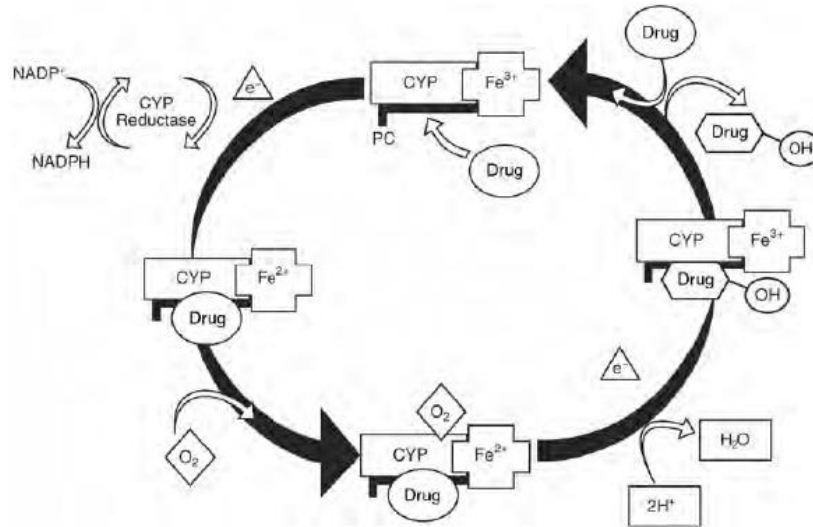 Drug
NADP⁺
CYP
Reductase
NADPH
e⁻
CYP
Fe³⁺
PC
Drug
Drug
OH
CYP
Fe²⁺
Drug
CYP
Fe³⁺
Drug
OH
e⁻
O₂
O₂
CYP
Fe²⁺
Drug
H₂O
2H⁺